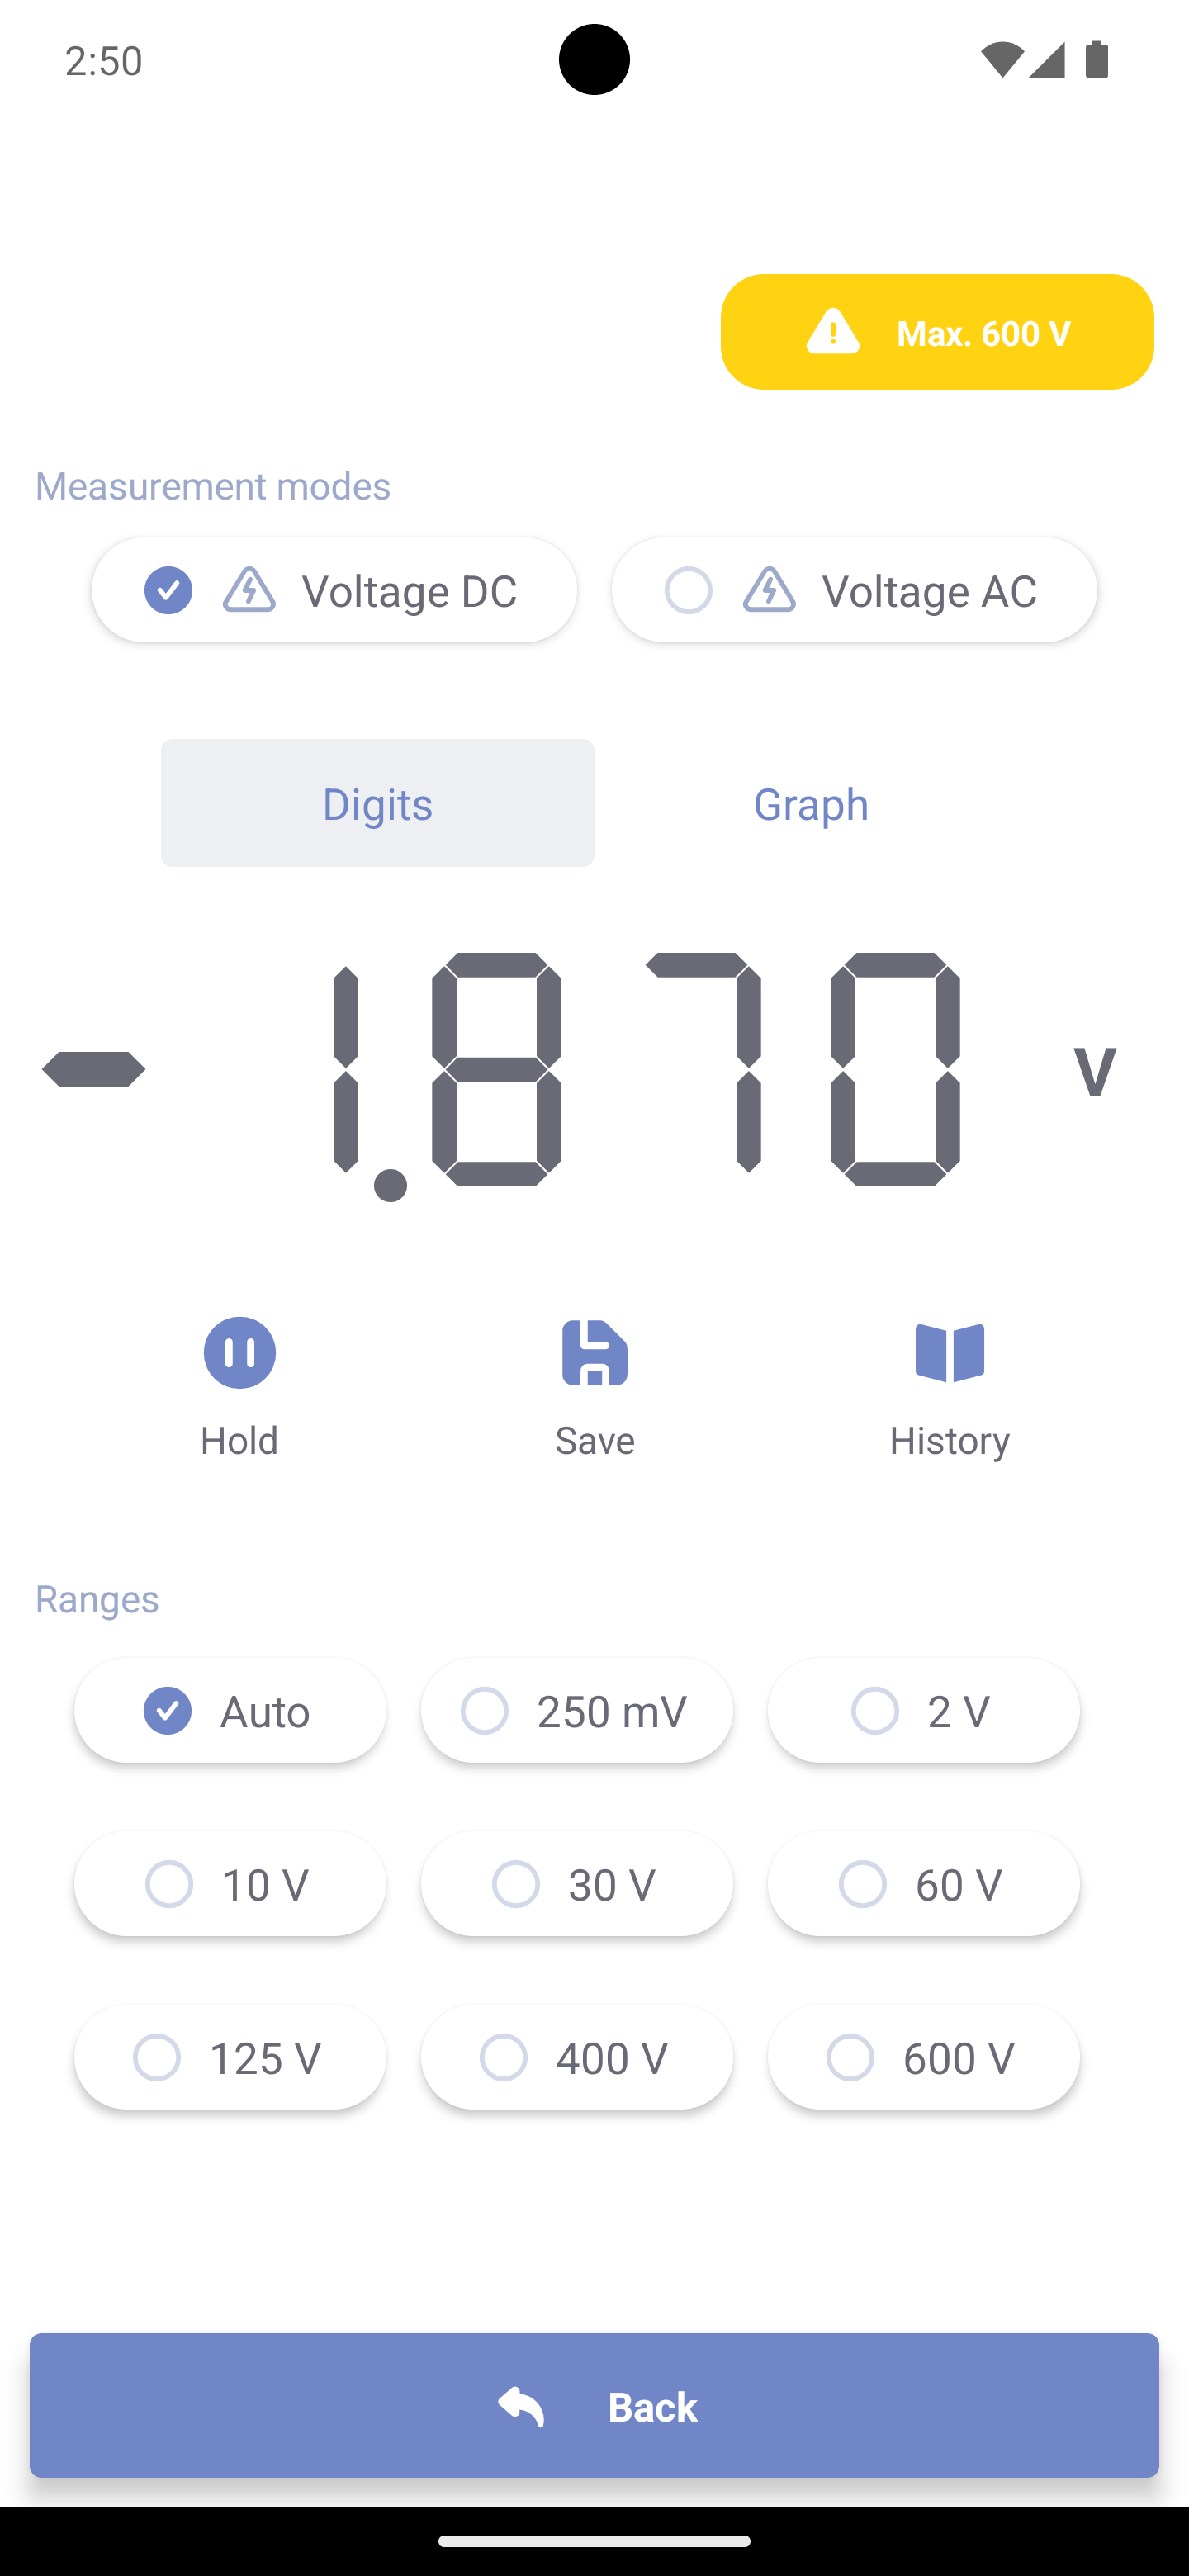 2:50
Max. 600 V
Measurement modes
Voltage DC Voltage AC
Digits Graph
-1.870 V
Hold Save History
Ranges
Auto 250 mV 2 V
10 V 30 V 60 V
125 V 400 V 600 V
Back